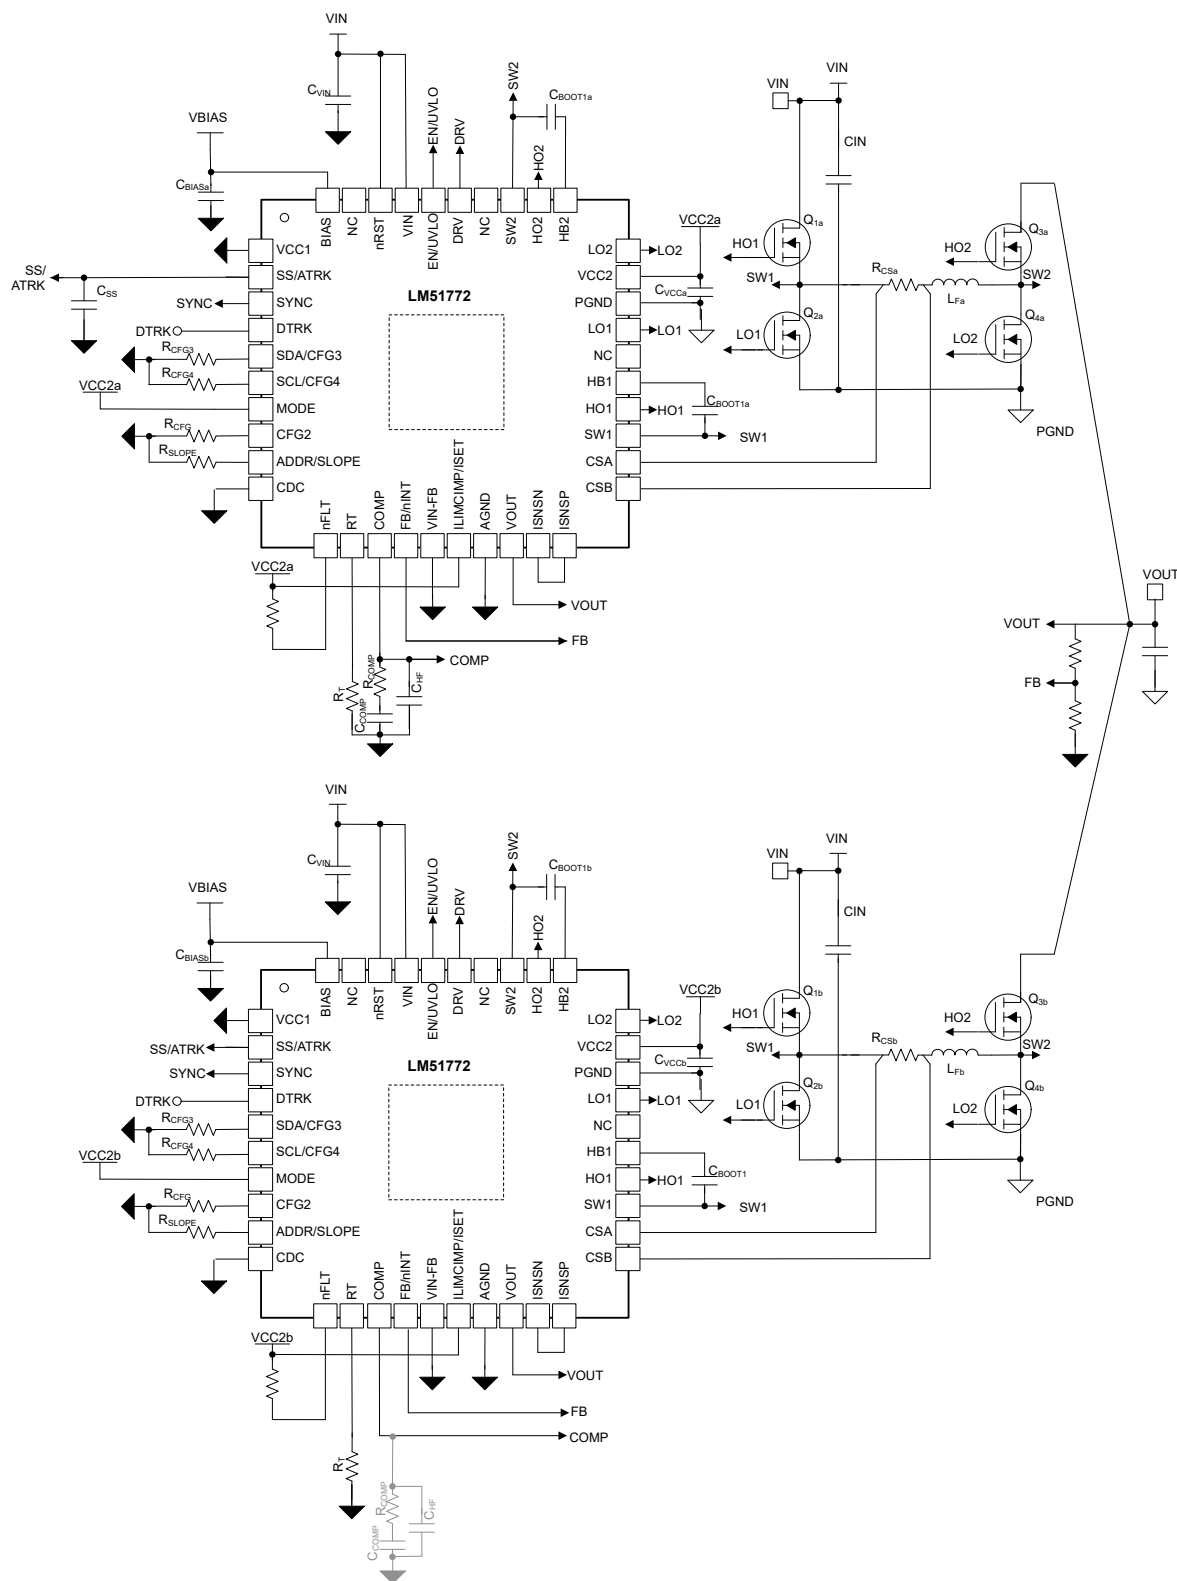 VIN
CVIN
VBIAS
CBIASa
SW2
CBOOT1a
EN/UVLO
DRV
HO2
BIAS
NC
nRST
VIN
EN/UVLO
DRV
NC
SW2
HO2
HB2
VCC1
SS/ATRK
SYNC
DTRK
SDA/CFG3
SCL/CFG4
MODE
CFG2
ADDR/SLOPE
CDC
SS/
ATRK
CSS
SYNC
DTRK
RCFG3
RCFG4
VCC2a
RCFG
RSLOPE
LM51772
LO2
VCC2
PGND
LO1
NC
HB1
HO1
SW1
CSA
CSB
LO2
VCC2a
CVCCa
LO1
CBOOT1a
HO1
SW1
nFLT
RT
COMP
FB/nINT
VIN-FB
ILIMCIMP/ISET
AGND
VOUT
ISNSN
ISNSP
VCC2a
VOUT
FB
COMP
RT
RCOMP
CCOMP
CHF
VIN
VIN
CIN
Q1a
HO1
SW1
Q2a
LO1
RCSa
LFa
Q3a
HO2
SW2
Q4a
LO2
PGND
VOUT
VOUT
FB
VIN
CVIN
VBIAS
CBIASb
SW2
CBOOT1b
EN/UVLO
DRV
HO2
BIAS
NC
nRST
VIN
EN/UVLO
DRV
NC
SW2
HO2
HB2
VCC1
SS/ATRK
SYNC
DTRK
SDA/CFG3
SCL/CFG4
MODE
CFG2
ADDR/SLOPE
CDC
SS/ATRK
SYNC
DTRK
RCFG3
RCFG4
VCC2b
RCFG
RSLOPE
LM51772
LO2
VCC2
PGND
LO1
NC
HB1
HO1
SW1
CSA
CSB
LO2
VCC2b
CVCCb
LO1
CBOOT1
HO1
SW1
nFLT
RT
COMP
FB/nINT
VIN-FB
ILIMCIMP/ISET
AGND
VOUT
ISNSN
ISNSP
VCC2b
VOUT
FB
COMP
RT
RCOMP
CCOMP
CHF
VIN
VIN
CIN
Q1b
HO1
SW1
Q2b
LO1
RCSb
LFb
Q3b
HO2
SW2
Q4b
LO2
PGND